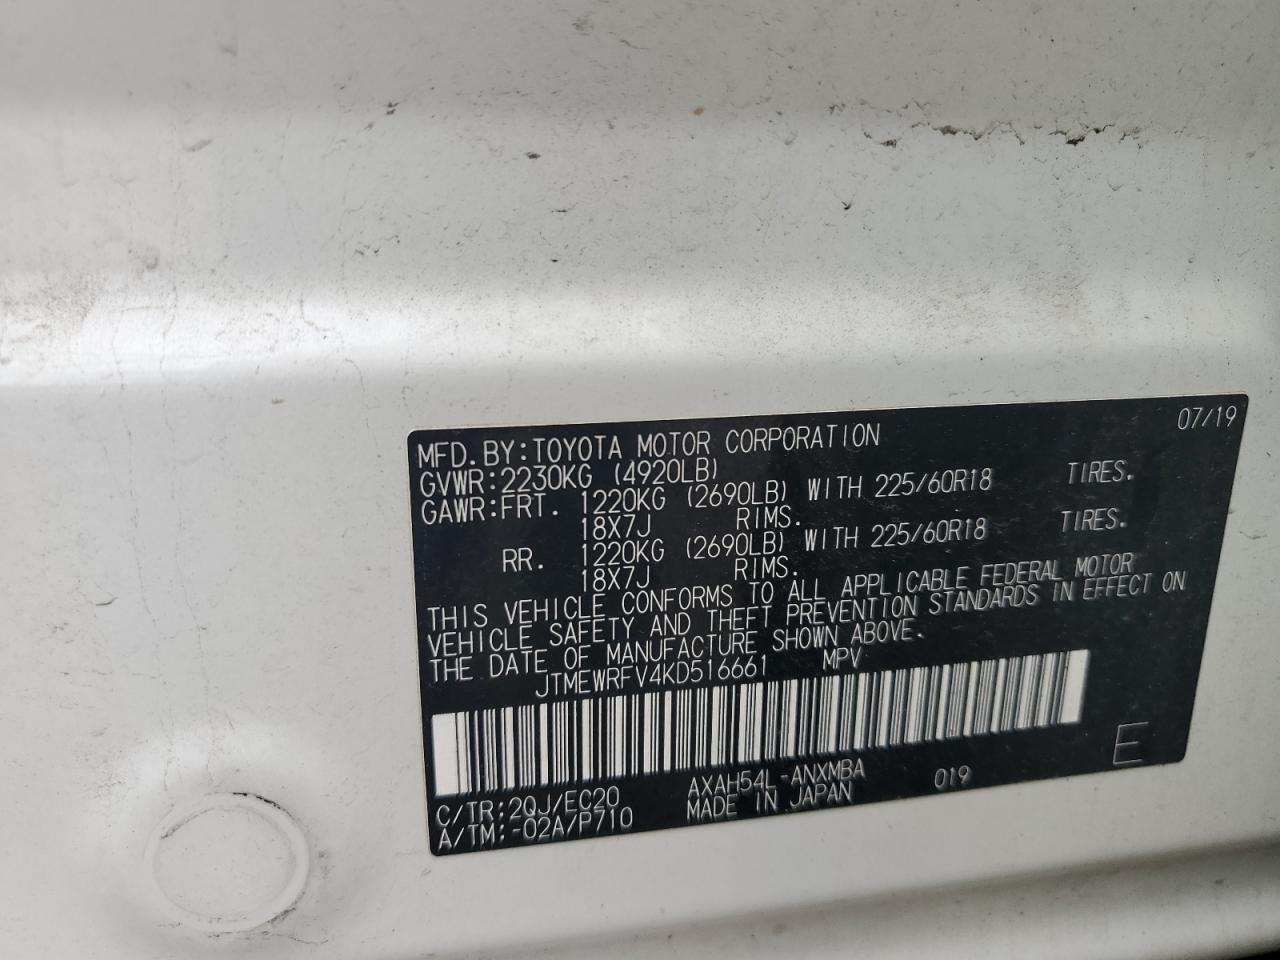 07/19
MFD. BY: TOYOTA MOTOR CORPORATION
GVWR: 2230KG (4920LB)
GAWR: FRT. 1220KG (2690LB) WITH 225/60R18 TIRES.
18X7J RIMS.
RR. 1220KG (2690LB) WITH 225/60R18 TIRES.
18X7J RIMS.
THIS VEHICLE CONFORMS TO ALL APPLICABLE FEDERAL MOTOR
VEHICLE SAFETY AND THEFT PREVENTION STANDARDS IN EFFECT ON
THE DATE OF MANUFACTURE SHOWN ABOVE.
JTMEWRFV4KD516661 MPV
E
C/TR: 2QJ/EC20 AXAH54L-ANXMBA 019
A/TM: -02A/P710 MADE IN JAPAN